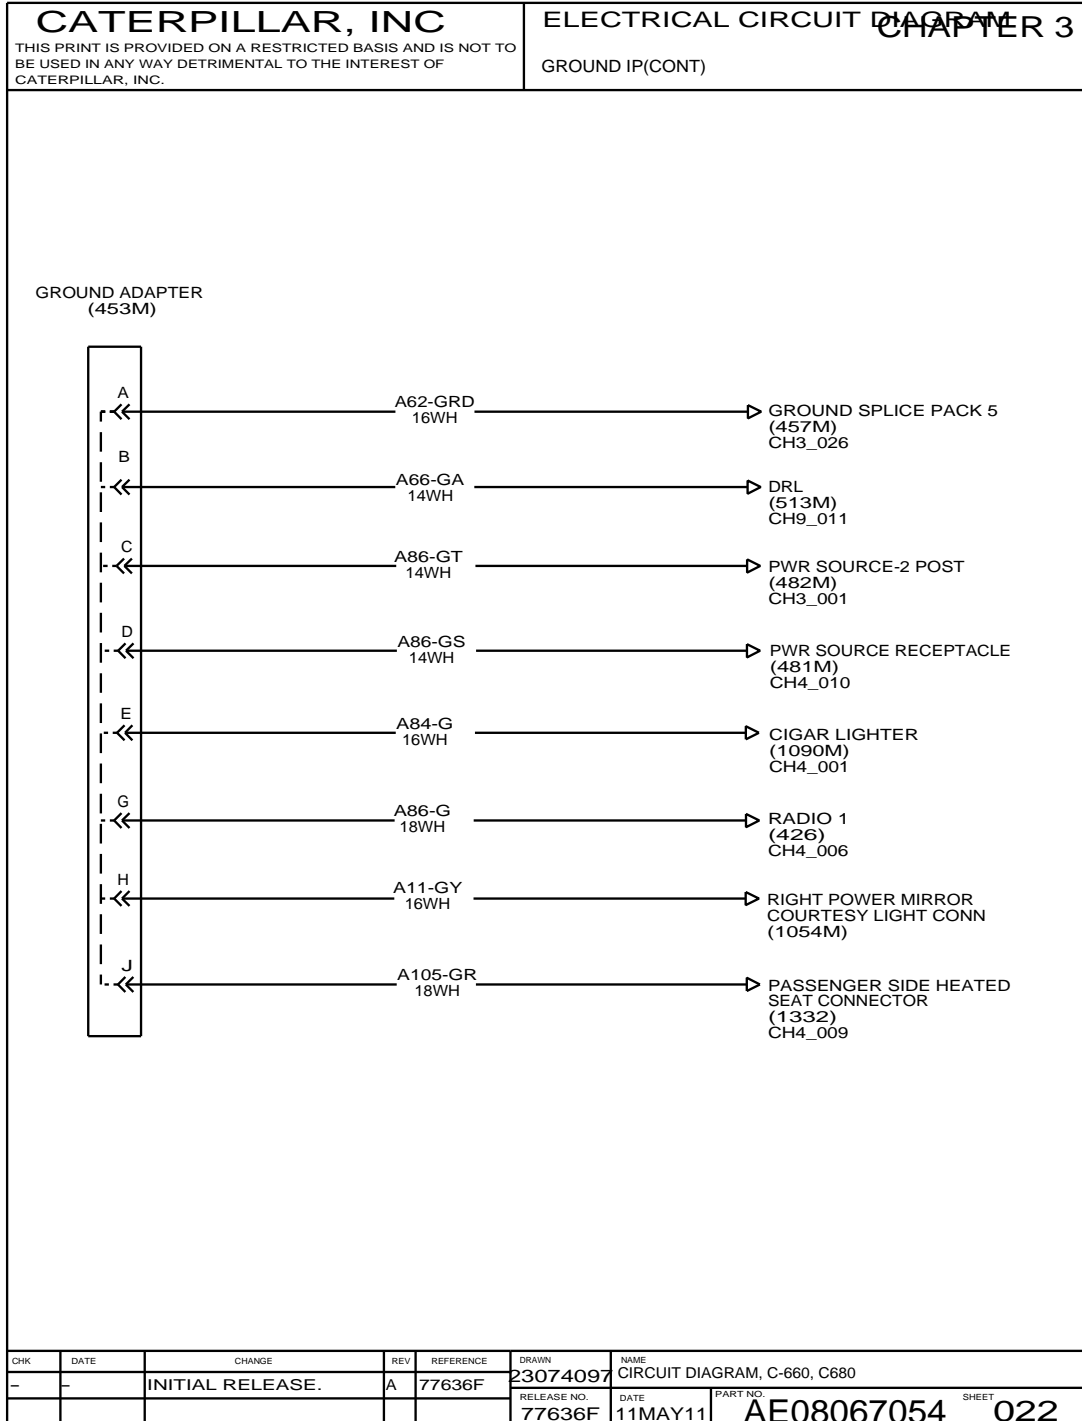 CATERPILLAR, INC
THIS PRINT IS PROVIDED ON A RESTRICTED BASIS AND IS NOT TO
BE USED IN ANY WAY DETRIMENTAL TO THE INTEREST OF
CATERPILLAR, INC.
ELECTRICAL CIRCUIT DIAGRAM
CHAPTER 3
GROUND IP(CONT)
GROUND ADAPTER
(453M)
A
A62-GRD
16WH
GROUND SPLICE PACK 5
(457M)
CH3_026
B
A66-GA
14WH
DRL
(513M)
CH9_011
C
A86-GT
14WH
PWR SOURCE-2 POST
(482M)
CH3_001
D
A86-GS
14WH
PWR SOURCE RECEPTACLE
(481M)
CH4_010
E
A84-G
16WH
CIGAR LIGHTER
(1090M)
CH4_001
G
A86-G
18WH
RADIO 1
(426)
CH4_006
H
A11-GY
16WH
RIGHT POWER MIRROR
COURTESY LIGHT CONN
(1054M)
J
A105-GR
18WH
PASSENGER SIDE HEATED
SEAT CONNECTOR
(1332)
CH4_009
CHK DATE CHANGE REV REFERENCE
– – INITIAL RELEASE. A 77636F
DRAWN
23074097
NAME
CIRCUIT DIAGRAM, C-660, C680
RELEASE NO.
77636F
DATE
11MAY11
PART NO.
AE08067054
SHEET
022